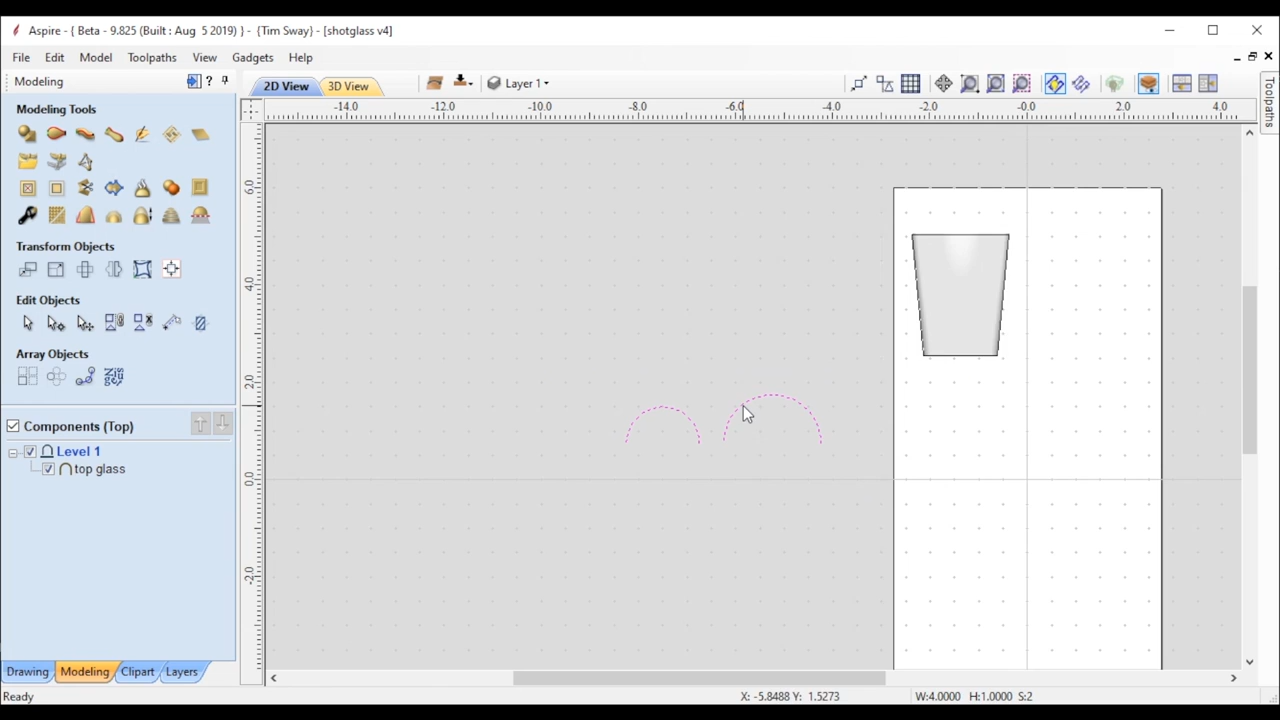 Aspire - { Beta - 9.825 (Built : Aug 5 2019) } - {Tim Sway} - [shotglass v4]
File Edit Model Toolpaths View Gadgets Help
Modeling ?
2D View 3D View Layer 1
Toolpaths
-14.0 -12.0 -10.0 -8.0 -6.0 -4.0 -2.0 -0.0 2.0 4.0
6.0
4.0
2.0
0.0
-2.0
Modeling Tools
Transform Objects
Edit Objects
Array Objects
Components (Top)
Level 1
top glass
Drawing Modeling Clipart Layers
Ready X: -5.8488 Y: 1.5273 W:4.0000 H:1.0000 S:2